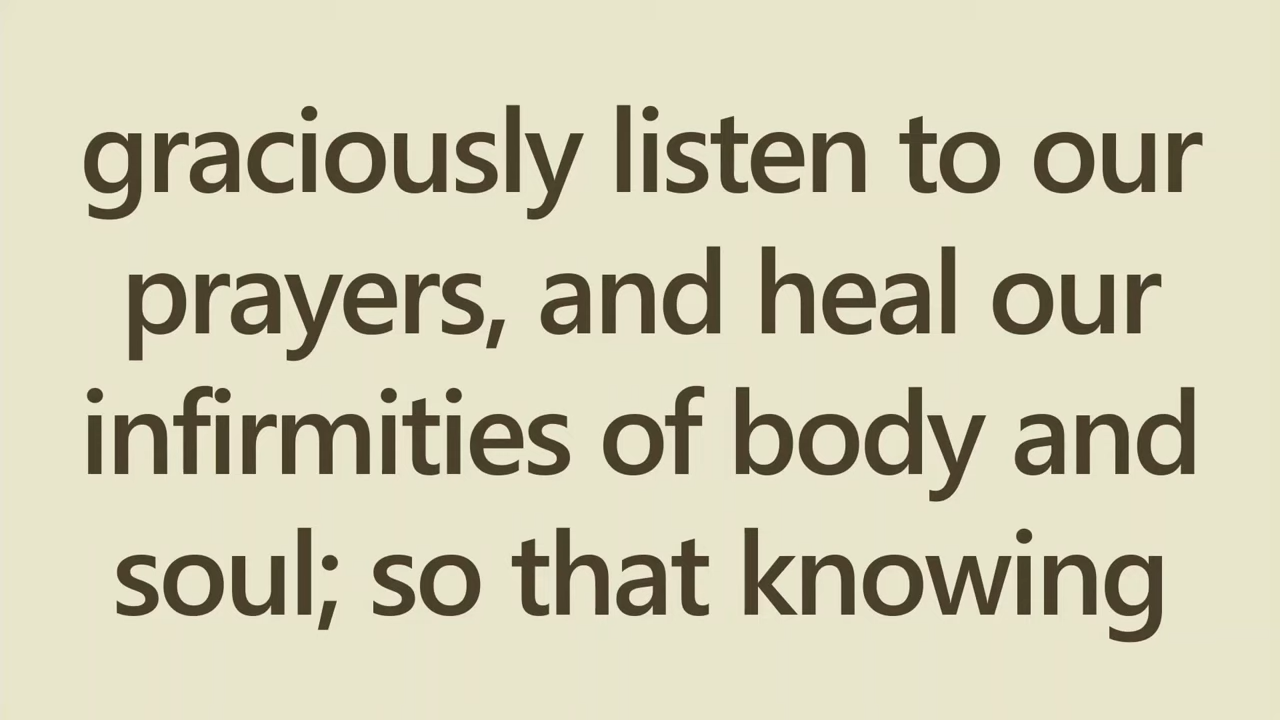 graciously listen to our
prayers, and heal our
infirmities of body and
soul; so that knowing